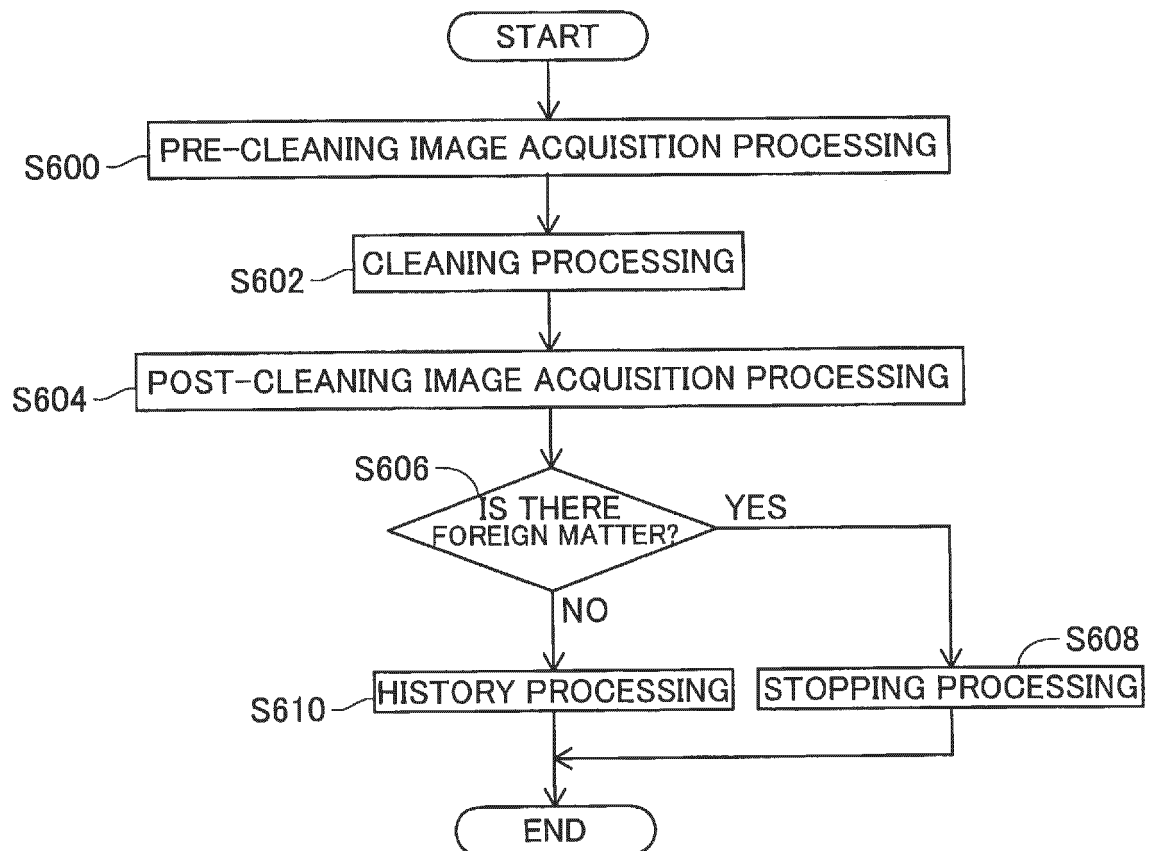 START
PRE-CLEANING IMAGE ACQUISITION PROCESSING
S600
CLEANING PROCESSING
S602
POST-CLEANING IMAGE ACQUISITION PROCESSING
S604
S606
IS THERE
FOREIGN MATTER?
YES
NO
S608
HISTORY PROCESSING
STOPPING PROCESSING
S610
END